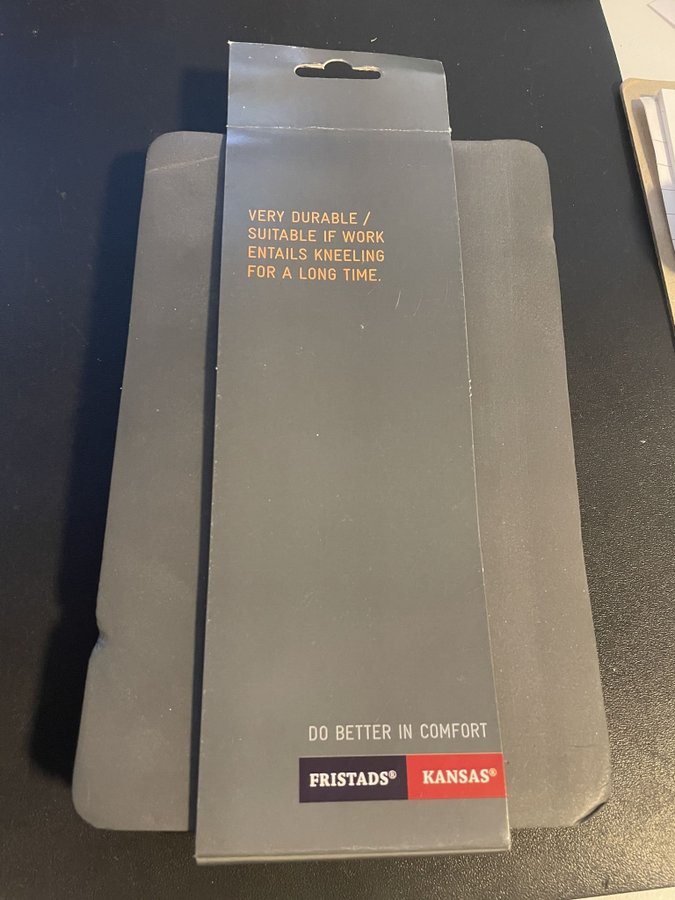 VERY DURABLE /
SUITABLE IF WORK
ENTAILS KNEELING
FOR A LONG TIME.
DO BETTER IN COMFORT
FRISTADS® KANSAS®